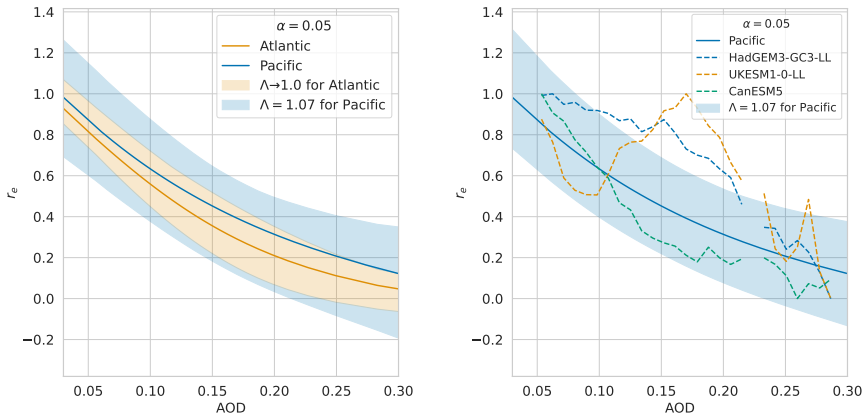 α = 0.05
Atlantic
Pacific
Λ→1.0 for Atlantic
Λ = 1.07 for Pacific
1.4
1.2
1.0
0.8
0.6
0.4
0.2
0.0
−0.2
r_e
0.05
0.10
0.15
0.20
0.25
0.30
AOD
α = 0.05
Pacific
HadGEM3-GC3-LL
UKESM1-0-LL
CanESM5
Λ = 1.07 for Pacific
1.4
1.2
1.0
0.8
0.6
0.4
0.2
0.0
−0.2
r_e
0.05
0.10
0.15
0.20
0.25
0.30
AOD